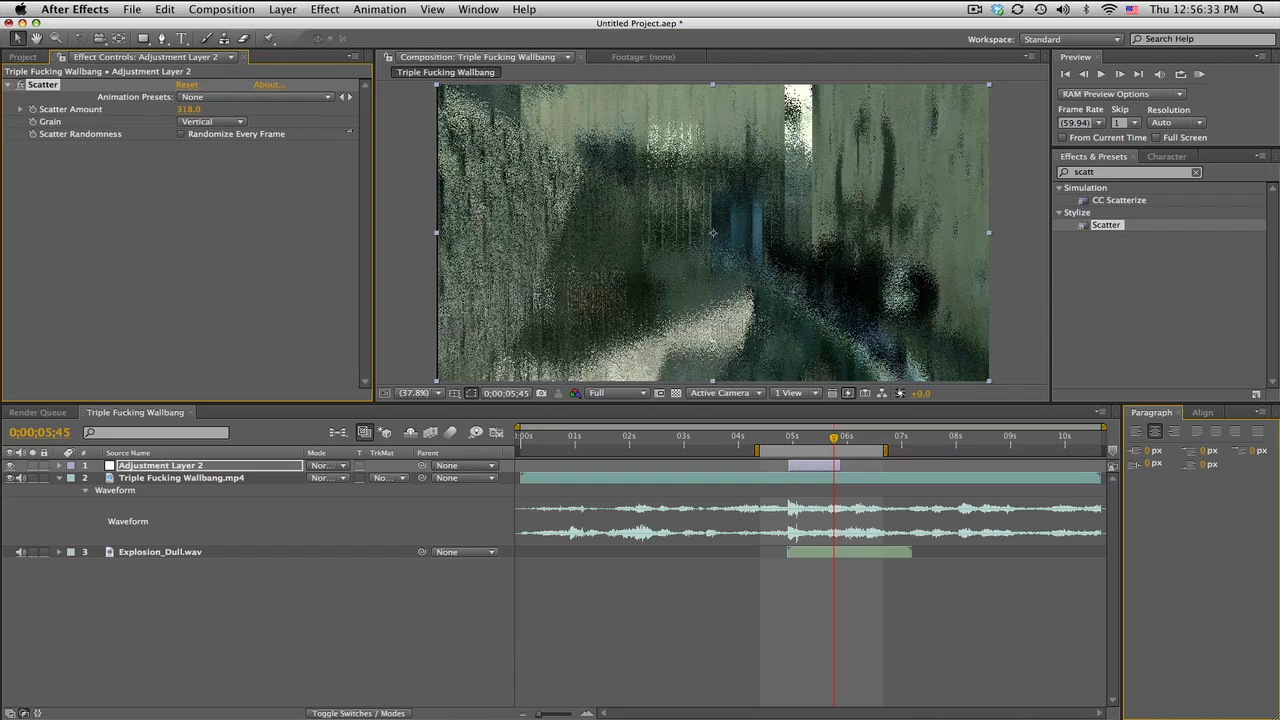 After Effects File Edit Composition Layer Effect Animation View Window Help Thu 12:56:33 PM
Untitled Project.aep *
Workspace: Standard Search Help
Project Effect Controls: Adjustment Layer 2 Composition: Triple Fucking Wallbang Footage: (none) Preview
Triple Fucking Wallbang • Adjustment Layer 2 Triple Fucking Wallbang
fx Scatter Reset About...
Animation Presets: None RAM Preview Options
Scatter Amount 318.0 Frame Rate Skip Resolution
Grain Vertical (59.94) 1 Auto
Scatter Randomness Randomize Every Frame From Current Time Full Screen
Effects & Presets Character
scatt
Simulation
CC Scatterize
Stylize
Scatter
(37.8%) 0;00;05;45 Full Active Camera 1 View +0.0
Render Queue Triple Fucking Wallbang Paragraph Align
0;00;05;45 :00s 01s 02s 03s 04s 05s 06s 07s 08s 09s 10s
# Source Name Mode T TrkMat Parent
0 px 0 px 0 px
1 Adjustment Layer 2 Nor... None
0 px 0 px
2 Triple Fucking Wallbang.mp4 Nor... No... None
Waveform
Waveform
3 Explosion_Dull.wav None
Toggle Switches / Modes